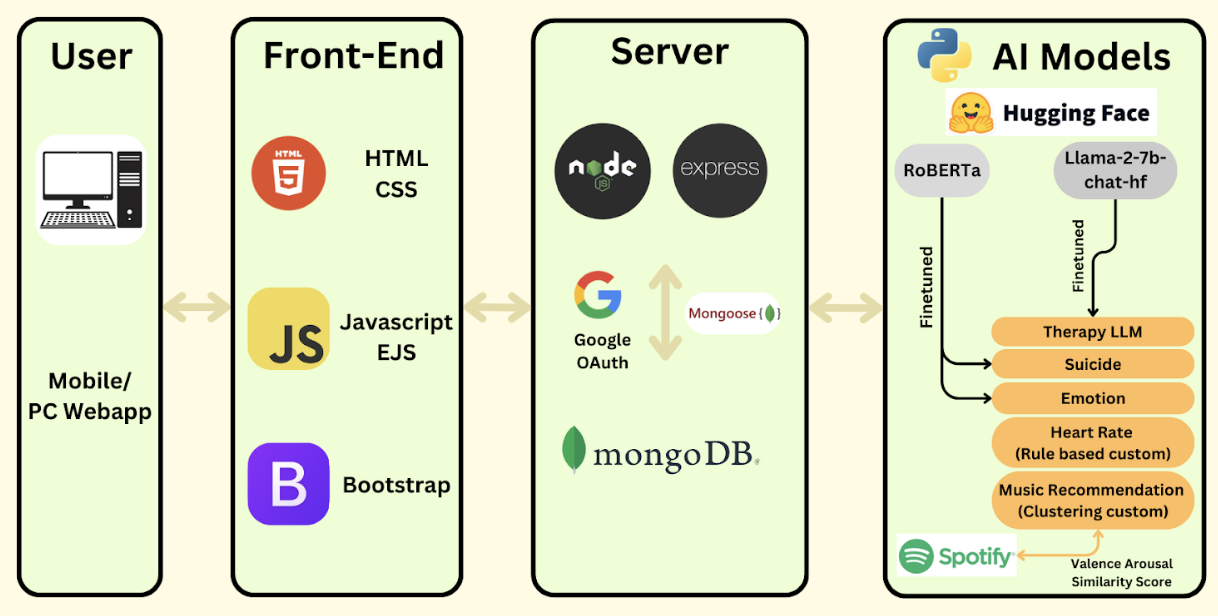 User
Mobile/
PC Webapp
Front-End
HTML
5
HTML
CSS
JS
Javascript
EJS
B
Bootstrap
Server
node
JS
express
Google
OAuth
Mongoose{ }
mongoDB®
AI Models
Hugging Face
RoBERTa
Llama-2-7b-
chat-hf
Finetuned
Finetuned
Therapy LLM
Suicide
Emotion
Heart Rate
(Rule based custom)
Music Recommendation
(Clustering custom)
Spotify®
Valence Arousal
Similarity Score